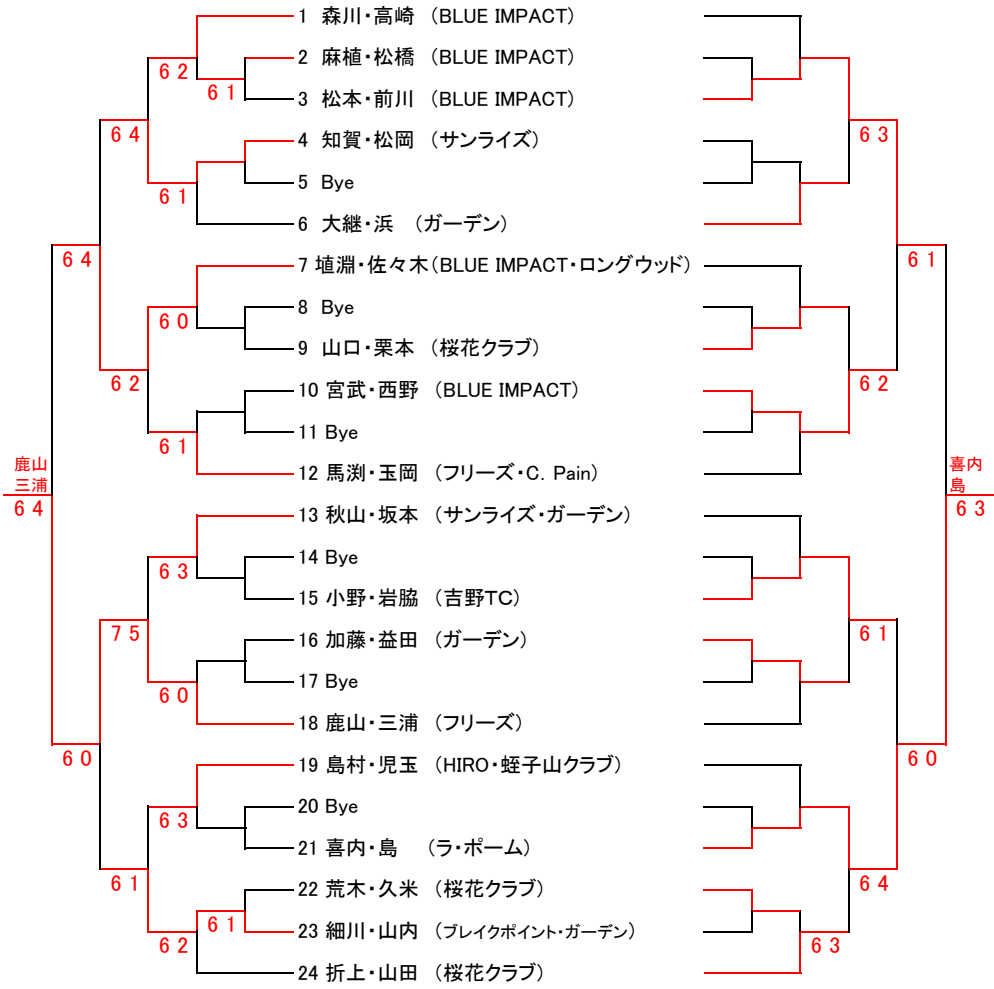 1 森川・高崎 (BLUE IMPACT)
2 麻植・松橋 (BLUE IMPACT)
3 松本・前川 (BLUE IMPACT)
4 知賀・松岡 (サンライズ)
5 Bye
6 大継・浜 (ガーデン)
7 埴淵・佐々木(BLUE IMPACT・ロングウッド)
8 Bye
9 山口・栗本 (桜花クラブ)
10 宮武・西野 (BLUE IMPACT)
11 Bye
12 馬渕・玉岡 (フリーズ・C. Pain)
13 秋山・坂本 (サンライズ・ガーデン)
14 Bye
15 小野・岩脇 (吉野TC)
16 加藤・益田 (ガーデン)
17 Bye
18 鹿山・三浦 (フリーズ)
19 島村・児玉 (HIRO・蛭子山クラブ)
20 Bye
21 喜内・島 (ラ・ポーム)
22 荒木・久米 (桜花クラブ)
23 細川・山内 (ブレイクポイント・ガーデン)
24 折上・山田 (桜花クラブ)
6 2
6 1
6 4
6 1
6 4
6 0
6 2
6 1
鹿山
三浦
6 4
6 3
7 5
6 0
6 0
6 3
6 1
6 1
6 2
6 3
6 1
6 2
喜内
島
6 3
6 1
6 0
6 4
6 3